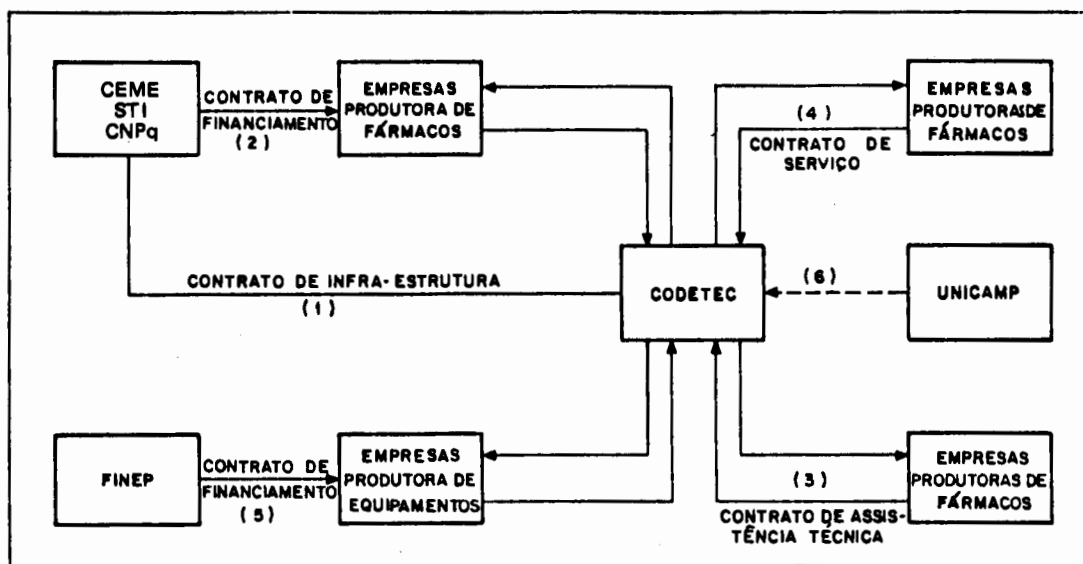 CEME
STI
CNPq
CONTRATO DE
FINANCIAMENTO
(2)
EMPRESAS
PRODUTORA DE
FÁRMACOS
(4)
CONTRATO DE
SERVIÇO
EMPRESAS
PRODUTORAS DE
FÁRMACOS
CONTRATO DE INFRA-ESTRUTURA
(1)
CODETEC
(6)
UNICAMP
FINEP
CONTRATO DE
FINANCIAMENTO
(5)
EMPRESAS
PRODUTORA DE
EQUIPAMENTOS
(3)
CONTRATO DE ASSIS-
TÊNCIA TÉCNICA
EMPRESAS
PRODUTORAS DE
FÁRMACOS